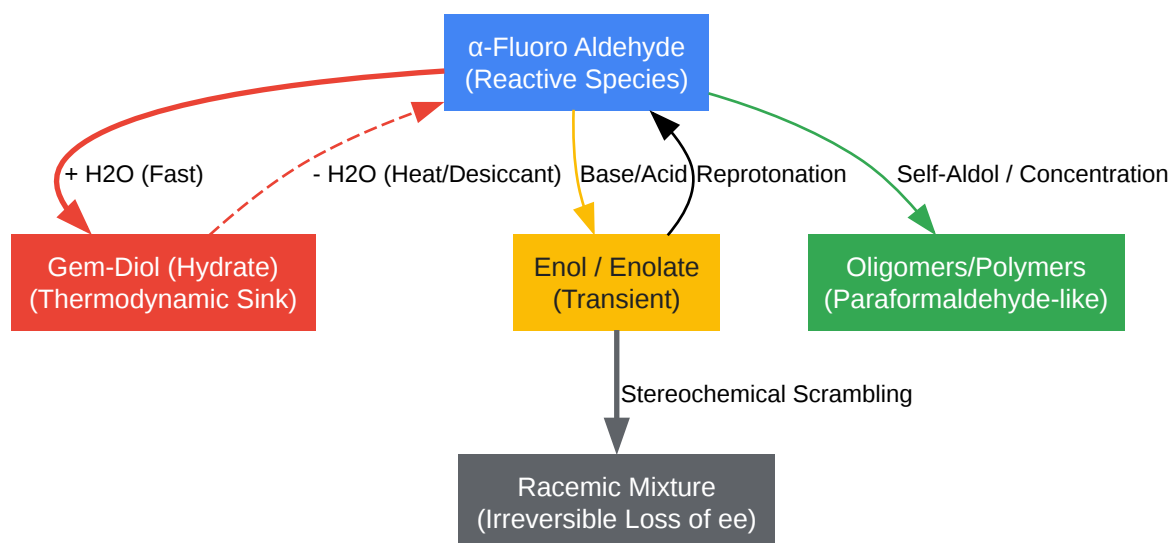 α-Fluoro Aldehyde
(Reactive Species)
+ H2O (Fast)
- H2O (Heat/Desiccant)
Base/Acid
Reprotonation
Self-Aldol / Concentration
Gem-Diol (Hydrate)
(Thermodynamic Sink)
Enol / Enolate
(Transient)
Oligomers/Polymers
(Paraformaldehyde-like)
Stereochemical Scrambling
Racemic Mixture
(Irreversible Loss of ee)